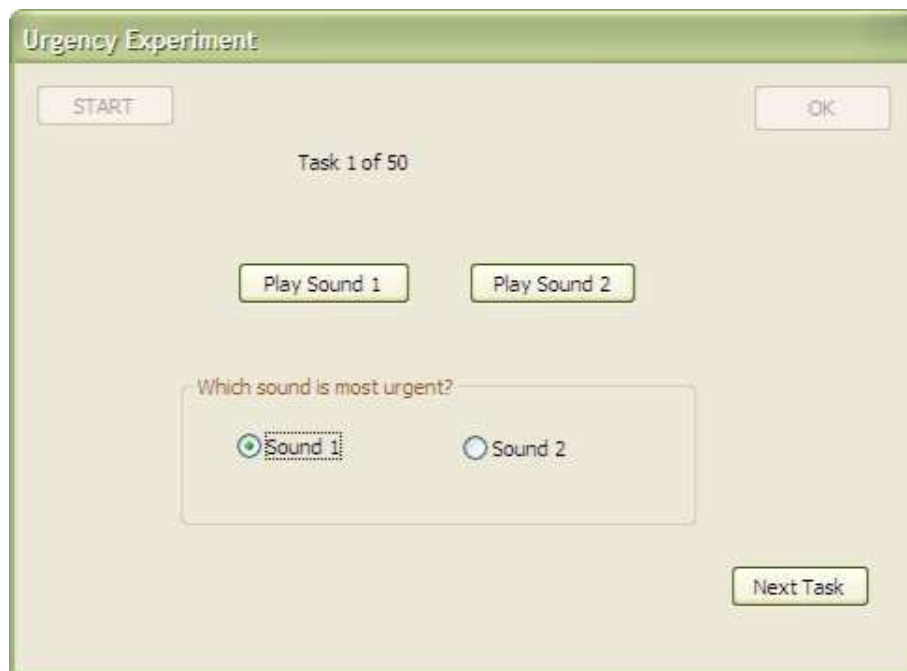 Urgency Experiment
START OK
Task 1 of 50
Play Sound 1 Play Sound 2
Which sound is most urgent?
Sound 1 Sound 2
Next Task